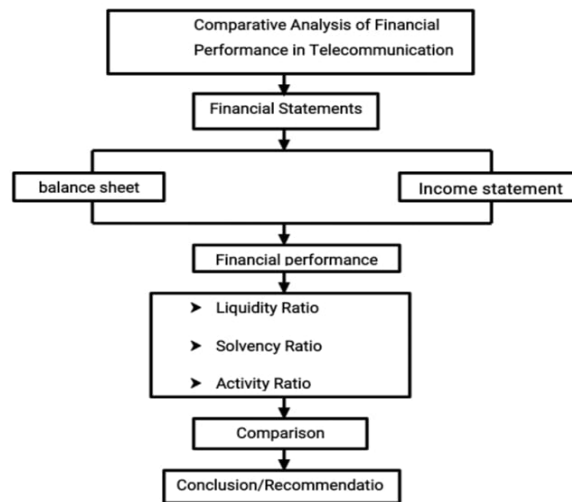 Comparative Analysis of Financial
Performance in Telecommunication
Financial Statements
balance sheet
Income statement
Financial performance
➤ Liquidity Ratio
➤ Solvency Ratio
➤ Activity Ratio
Comparison
Conclusion/Recommendatio